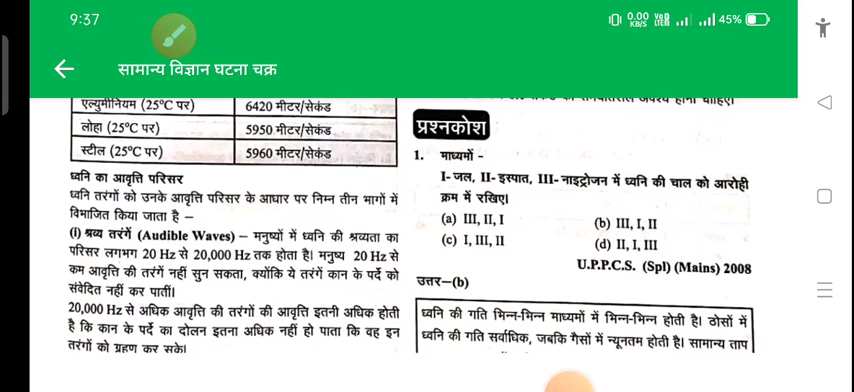 9:37
0.00 KB/S
VoLTE
45%
सामान्य विज्ञान घटना चक्र
एल्युमीनियम (25°C पर) 6420 मीटर/सेकंड
लोहा (25°C पर) 5950 मीटर/सेकंड
स्टील (25°C पर) 5960 मीटर/सेकंड
ध्वनि का आवृत्ति परिसर
ध्वनि तरंगों को उनके आवृत्ति परिसर के आधार पर निम्न तीन भागों में
विभाजित किया जाता है –
(i) श्रव्य तरंगें (Audible Waves) – मनुष्यों में ध्वनि की श्रव्यता का
परिसर लगभग 20 Hz से 20,000 Hz तक होता है। मनुष्य 20 Hz से
कम आवृत्ति की तरंगें नहीं सुन सकता, क्योंकि ये तरंगें कान के पर्दे को
संवेदित नहीं कर पातीं।
20,000 Hz से अधिक आवृत्ति की तरंगों की आवृत्ति इतनी अधिक होती
है कि कान के पर्दे का दोलन इतना अधिक नहीं हो पाता कि वह इन
तरंगों को ग्रहण कर सके।
प्रश्नकोश
1. माध्यमों -
I- जल, II- इस्पात, III- नाइट्रोजन में ध्वनि की चाल को आरोही
क्रम में रखिए।
(a) III, II, I (b) III, I, II
(c) I, III, II (d) II, I, III
U.P.P.C.S. (Spl) (Mains) 2008
उत्तर–(b)
ध्वनि की गति भिन्न-भिन्न माध्यमों में भिन्न-भिन्न होती है। ठोसों में
ध्वनि की गति सर्वाधिक, जबकि गैसों में न्यूनतम होती है। सामान्य ताप